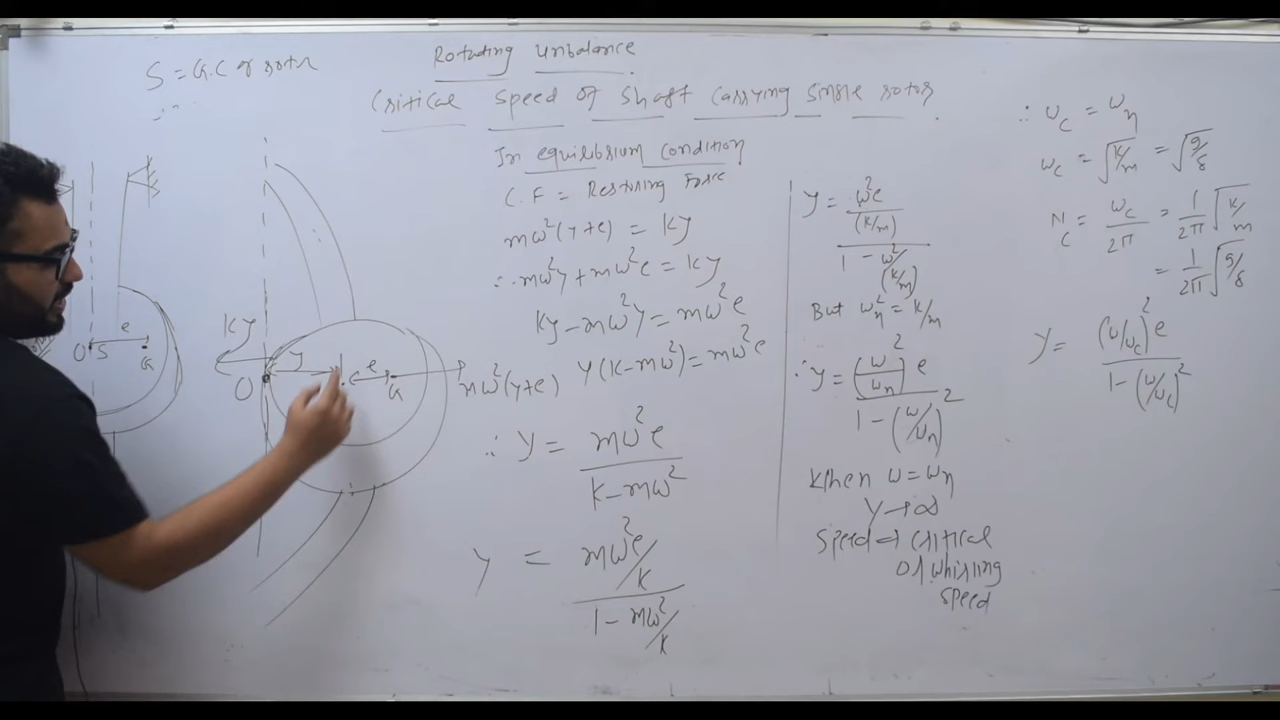 Rotating Unbalance
S = G.C of rotor
Critical Speed of Shaft Carrying Single rotor.
In equilibrium Condition
C.F = Restoring Force
mω²(y+e) = Ky
∴ mω²y + mω²e = Ky
Ky - mω²y = mω²e
y(K-mω²) = mω²e
∴ y = mω²e / K-mω²
y = mω²e/K / 1 - mω²/K
O S e G
Ky
O y e G
mω²(y+e)
y = ω²e/(K/m) / 1 - ω²/(K/m)
But ωn² = K/m
∴ y = (ω/ωn)² e / 1 - (ω/ωn)²
When ω = ωn
y → ∞
Speed → Critical
or whirling
speed
∴ ωc = ωn
ωc = √K/m = √g/δ
Nc = ωc/2π = 1/2π √K/m
= 1/2π √g/δ
y = (ω/ωc)² e / 1 - (ω/ωc)²